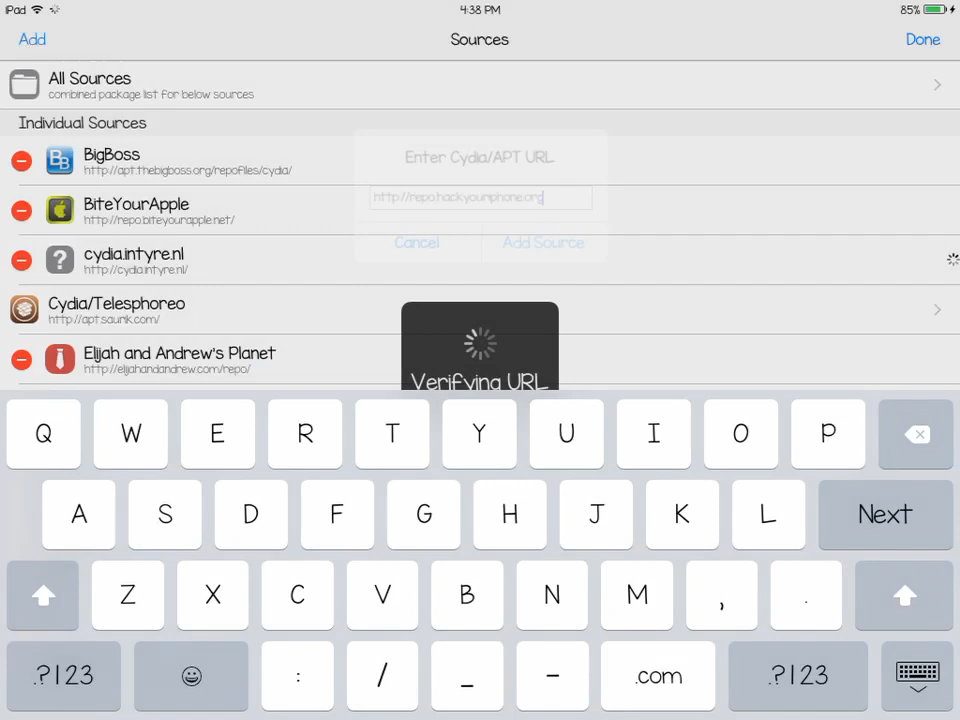 iPad 4:38 PM 85%
Add Sources Done
All Sources
combined package list for below sources
Individual Sources
BigBoss
http://apt.thebigboss.org/repofiles/cydia/
BiteYourApple
http://repo.biteyourapple.net/
cydia.intyre.nl
http://cydia.intyre.nl/
Cydia/Telesphoreo
http://apt.saurik.com/
Elijah and Andrew's Planet
http://elijahandandrew.com/repo/
Enter Cydia/APT URL
http://repo.hackyouriphone.org
Cancel Add Source
Verifying URL
Q W E R T Y U I O P
A S D F G H J K L Next
Z X C V B N M , .
.?123 : / _ - .com .?123